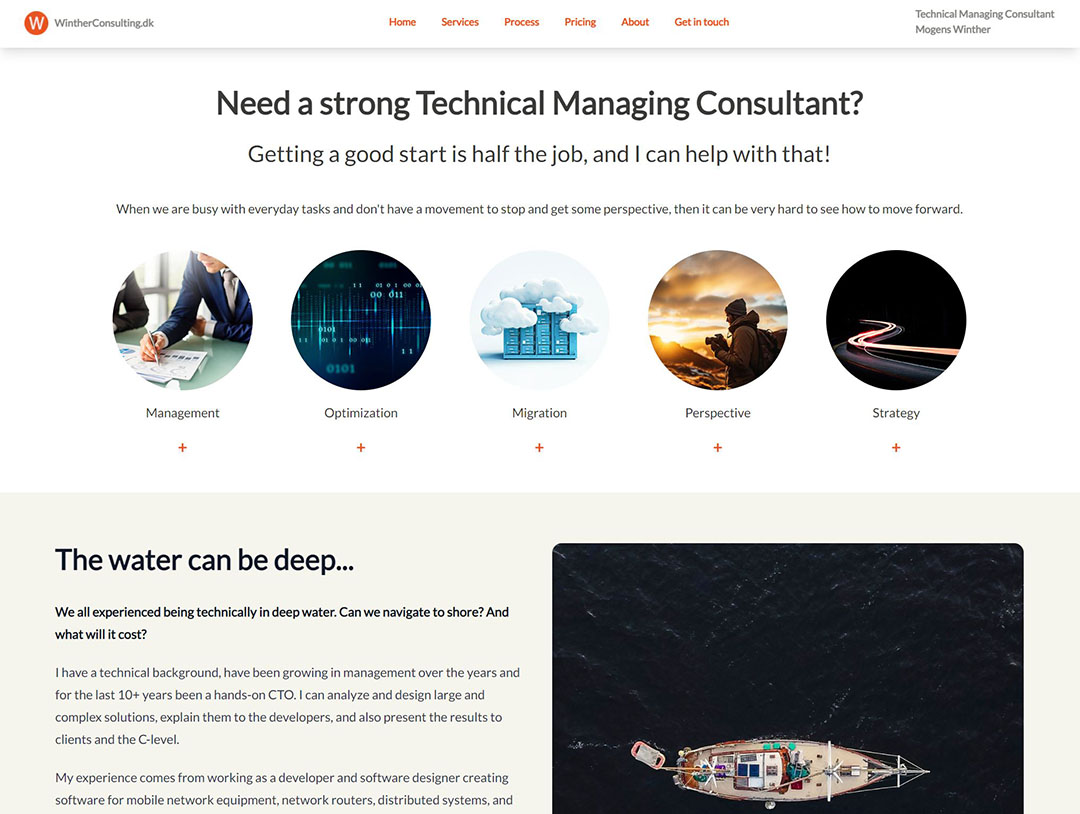 W WintherConsulting.dk
Home Services Process Pricing About Get in touch
Technical Managing Consultant
Mogens Winther
Need a strong Technical Managing Consultant?
Getting a good start is half the job, and I can help with that!
When we are busy with everyday tasks and don't have a movement to stop and get some perspective, then it can be very hard to see how to move forward.
Management Optimization Migration Perspective Strategy
+ + + + +
The water can be deep...
We all experienced being technically in deep water. Can we navigate to shore? And
what will it cost?
I have a technical background, have been growing in management over the years and
for the last 10+ years been a hands-on CTO. I can analyze and design large and
complex solutions, explain them to the developers, and also present the results to
clients and the C-level.
My experience comes from working as a developer and software designer creating
software for mobile network equipment, network routers, distributed systems, and